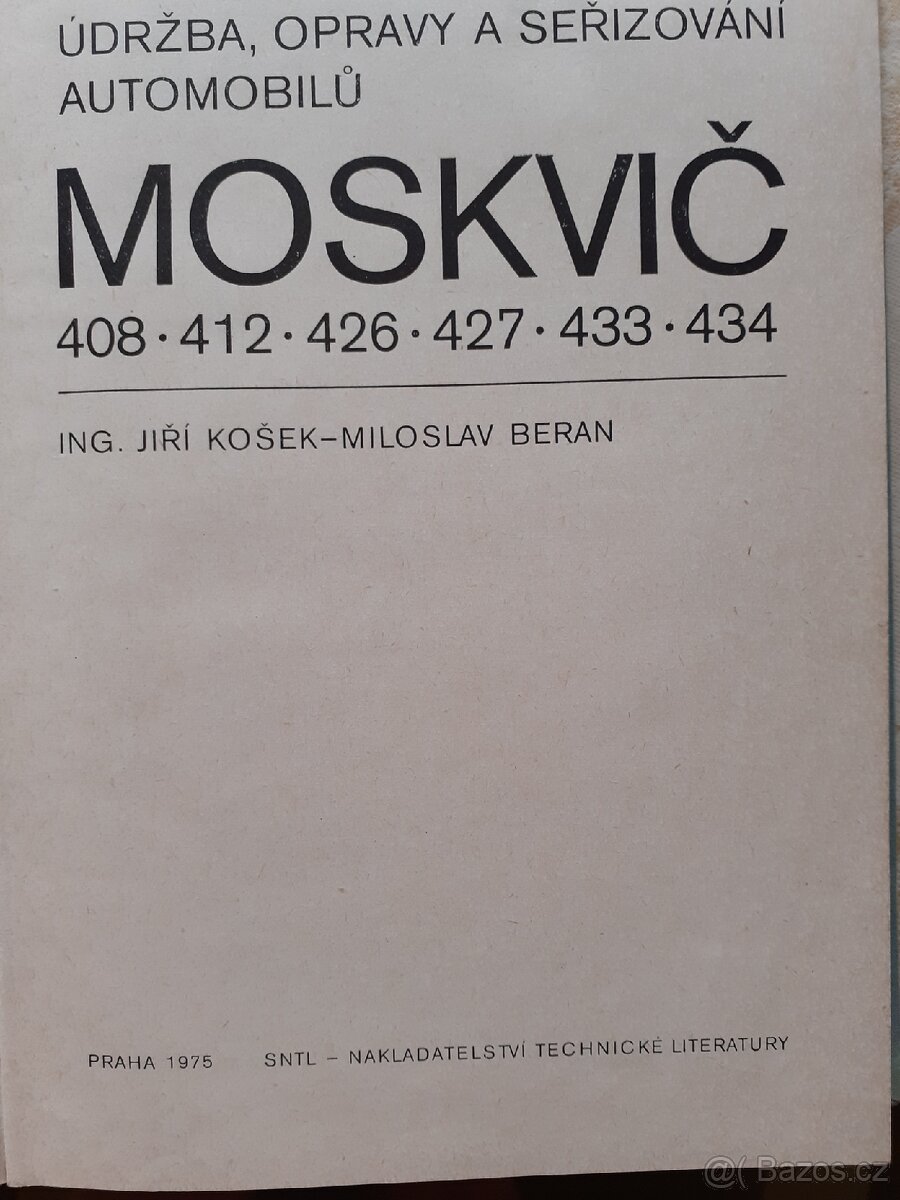 ÚDRŽBA, OPRAVY A SEŘIZOVÁNÍ
AUTOMOBILŮ
MOSKVIČ
408 · 412 · 426 · 427 · 433 · 434
ING. JIŘÍ KOŠEK–MILOSLAV BERAN
PRAHA 1975 SNTL – NAKLADATELSTVÍ TECHNICKÉ LITERATURY
@( Bazos.cz